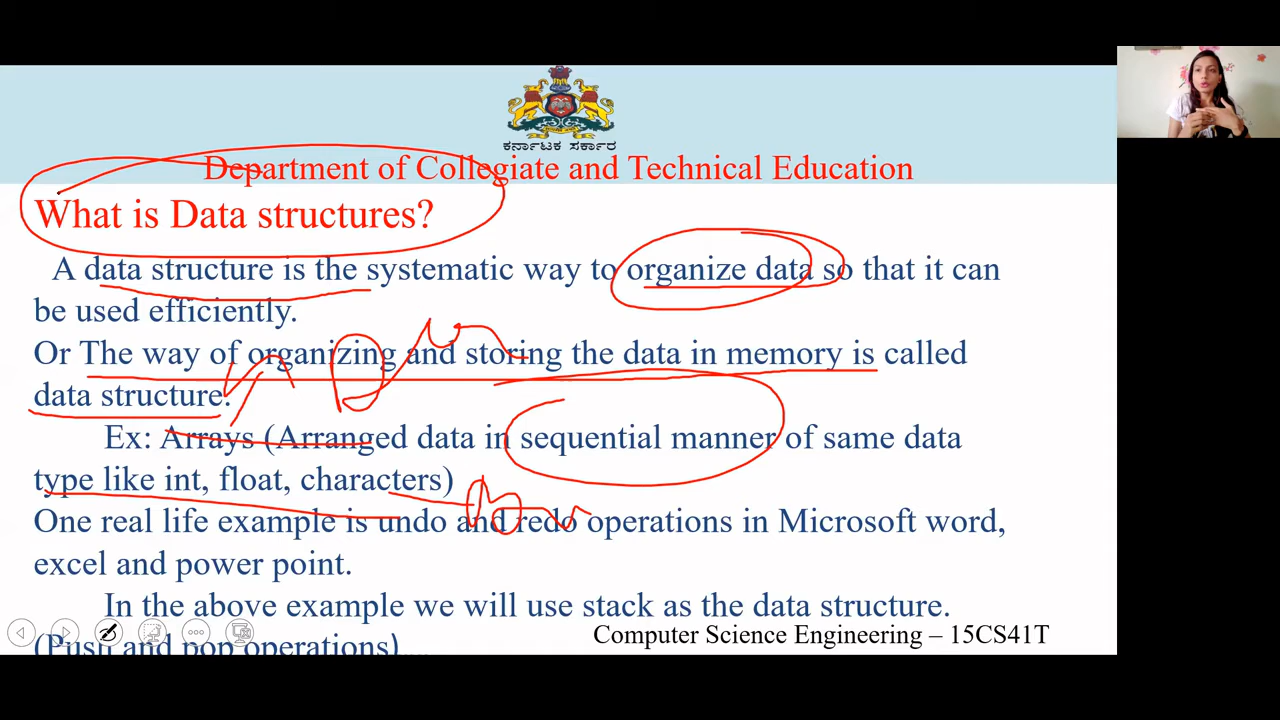 ಕರ್ನಾಟಕ ಸರ್ಕಾರ
Department of Collegiate and Technical Education
What is Data structures?
A data structure is the systematic way to organize data so that it can
be used efficiently.
Or The way of organizing and storing the data in memory is called
data structure.
Ex: Arrays (Arranged data in sequential manner of same data
type like int, float, characters)
One real life example is undo and redo operations in Microsoft word,
excel and power point.
In the above example we will use stack as the data structure.
(Push and pop operations)....
Computer Science Engineering – 15CS41T